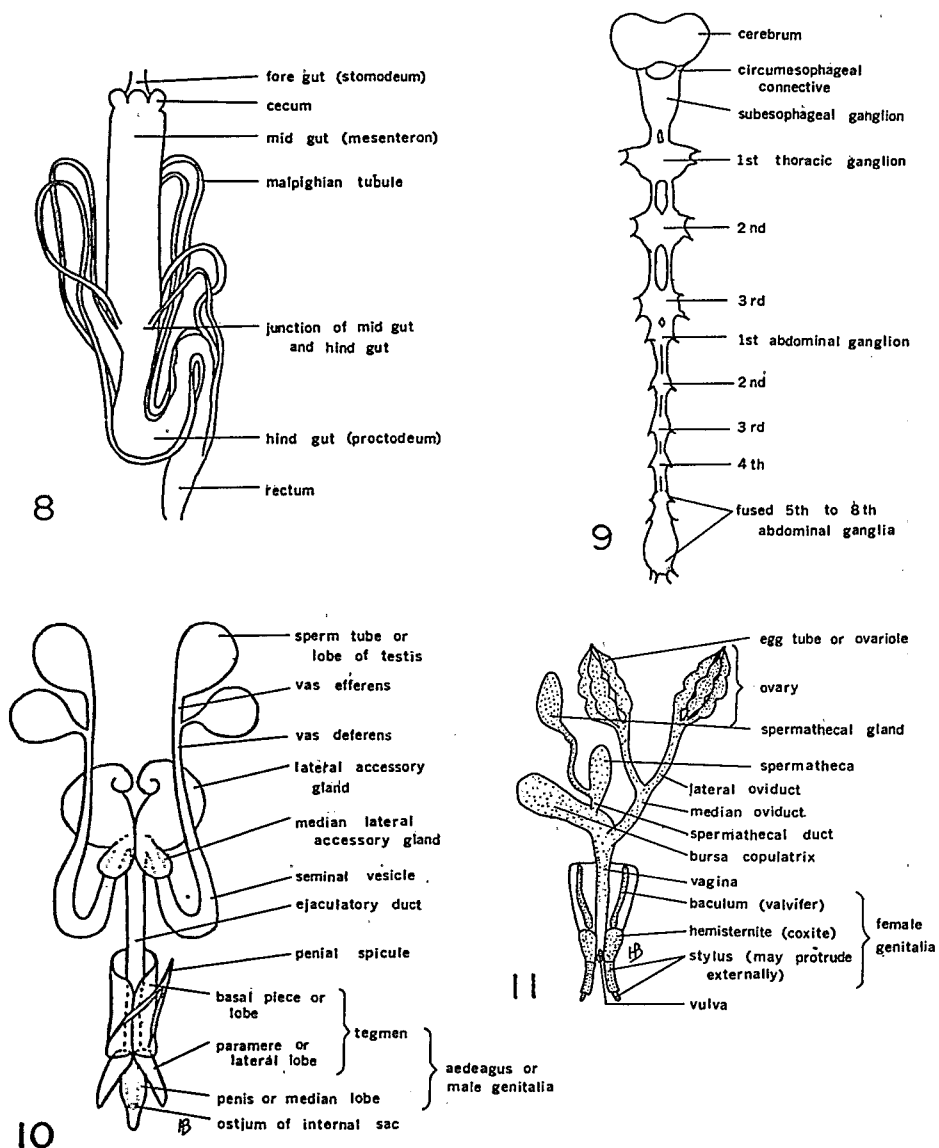 fore gut (stomodeum)
cecum
mid gut (mesenteron)
malpighian tubule
junction of mid gut
and hind gut
hind gut (proctodeum)
rectum
8
cerebrum
circumesophageal
connective
subesophageal ganglion
1st thoracic ganglion
2nd
3rd
1st abdominal ganglion
2nd
3rd
4th
fused 5th to 8th
abdominal ganglia
9
sperm tube or
lobe of testis
vas efferens
vas deferens
lateral accessory
gland
median lateral
accessory gland
seminal vesicle
ejaculatory duct
penial spicule
basal piece or
lobe
tegmen
paramere or
lateral lobe
aedeagus or
male genitalia
penis or median lobe
ostium of internal sac
10
egg tube or ovariole
ovary
spermathecal gland
spermatheca
lateral oviduct
median oviduct
spermathecal duct
bursa copulatrix
vagina
baculum (valvifer)
hemisternite (coxite)
female
genitalia
stylus (may protrude
externally)
vulva
11